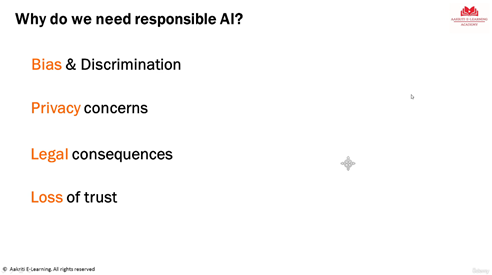 Why do we need responsible AI?
AAKRITI E-LEARNING
ACADEMY
Bias & Discrimination
Privacy concerns
Legal consequences
Loss of trust
© Aakriti E-Learning. All rights reserved
Udemy